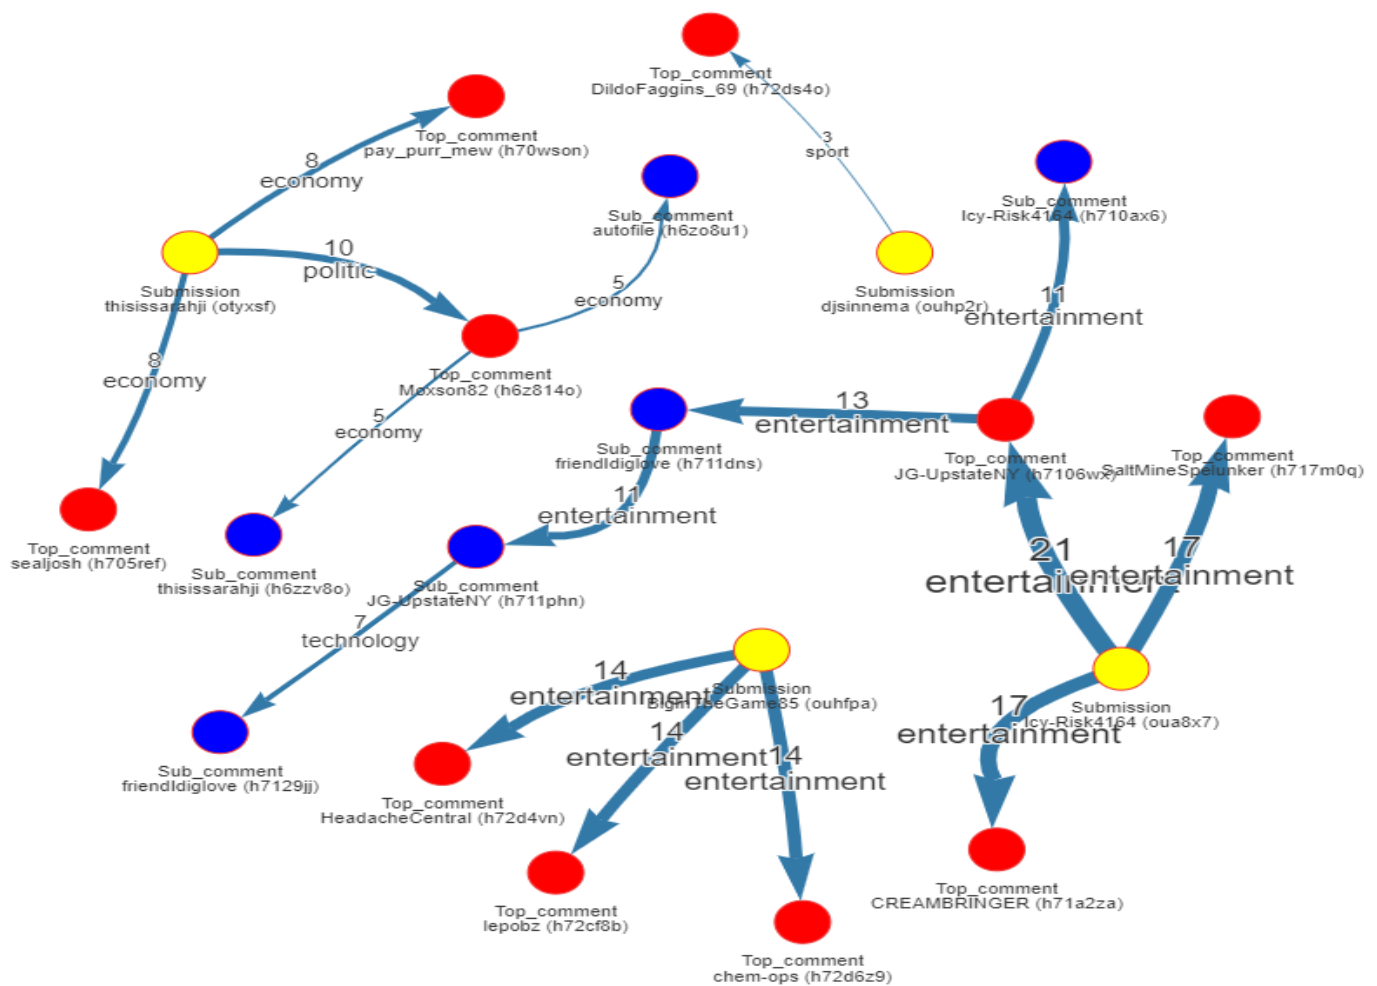 Top_comment
DildoFaggins_69 (h72ds4o)
Top_comment
pay_purr_mew (h70wson)
3
sport
8
economy
Sub_comment
autofile (h6zo8u1)
Sub_comment
Icy-Risk4164 (h710ax6)
10
politic
Submission
thisissarahji (otyxsf)
5
economy
Submission
djsinnema (ouhp2r)
11
entertainment
8
economy
Top_comment
Moxson82 (h6z814o)
5
economy
13
entertainment
Sub_comment
friendIdiglove (h711dns)
Top_comment
JG-UpstateNY (h7106wx)
Top_comment
SaltMineSpelunker (h717m0q)
11
entertainment
Top_comment
sealjosh (h705ref)
Sub_comment
thisissarahji (h6zzv8o)
Sub_comment
JG-UpstateNY (h711phn)
21
entertainment
17
entertainment
7
technology
14
entertainment
Submission
(ouhfpa)
17
entertainment
Submission
Icy-Risk4164 (oua8x7)
14
entertainment
14
entertainment
Sub_comment
friendIdiglove (h7129jj)
Top_comment
HeadacheCentral (h72d4vn)
Top_comment
lepobz (h72cf8b)
Top_comment
CREAMBRINGER (h71a2za)
Top_comment
chem-ops (h72d6z9)